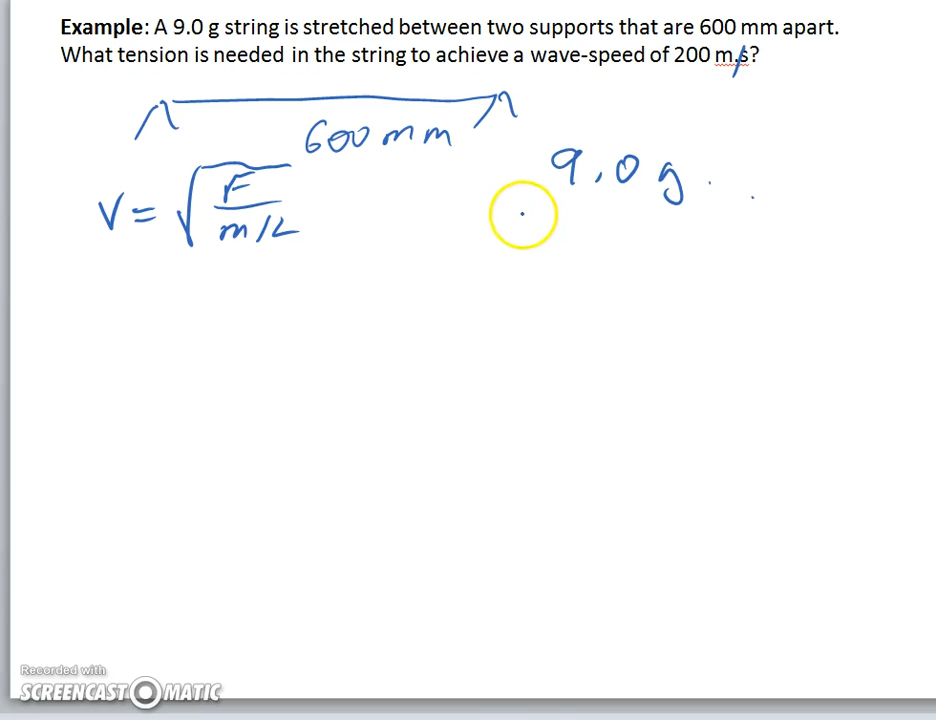 Example: A 9.0 g string is stretched between two supports that are 600 mm apart.
What tension is needed in the string to achieve a wave-speed of 200 m/s?
600 mm
9.0 g
V = √F/m/L
Recorded with
SCREENCAST MATIC